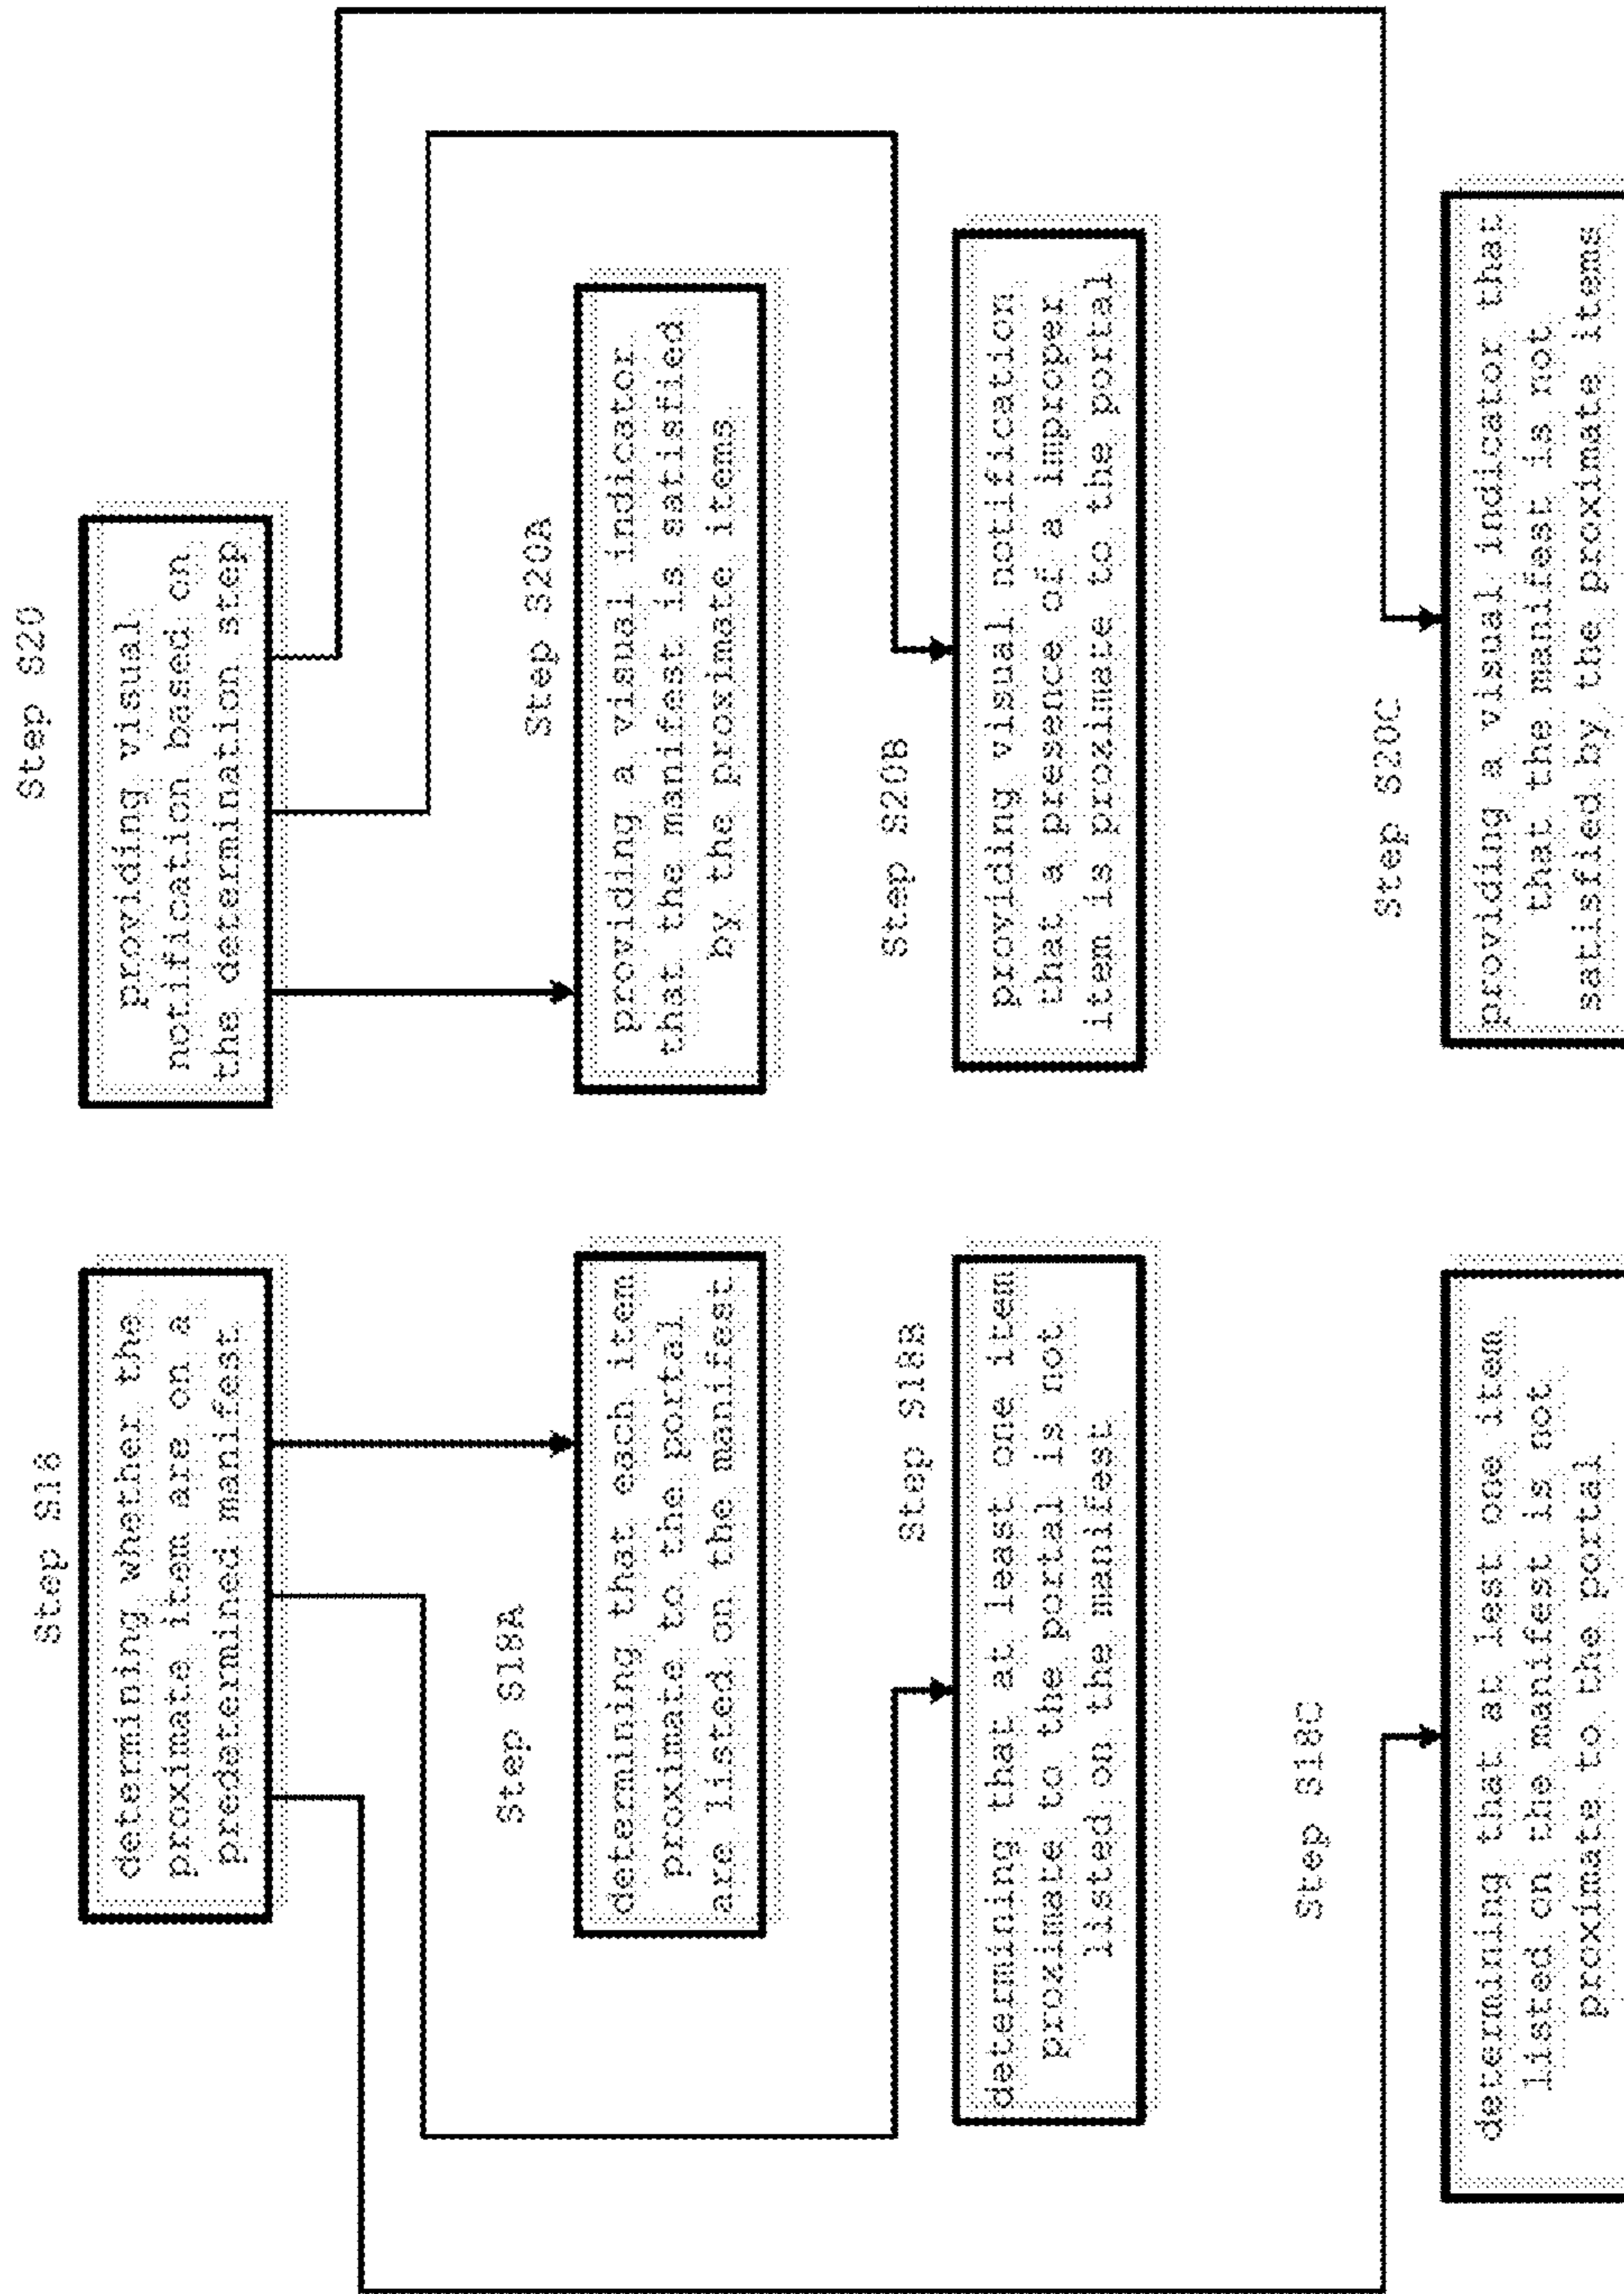 Step S18
determining whether the
proximate item are on a
predetermined manifest
Step S18A
determining that each item
proximate to the portal
are listed on the manifest
Step S18B
determining that at least one item
proximate to the portal is not
listed on the manifest
Step S18C
determining that at lest one item
listed on the manifest is not
proximate to the portal
Step S20
providing visual
notification based on
the determination step
Step S20A
providing a visual indicator
that the manifest is satisfied
by the proximate items
Step S20B
providing visual notification
that a presence of a improper
item is proximate to the portal
Step S20C
providing a visual indicator that
that the manifest is not
satisfied by the proximate items